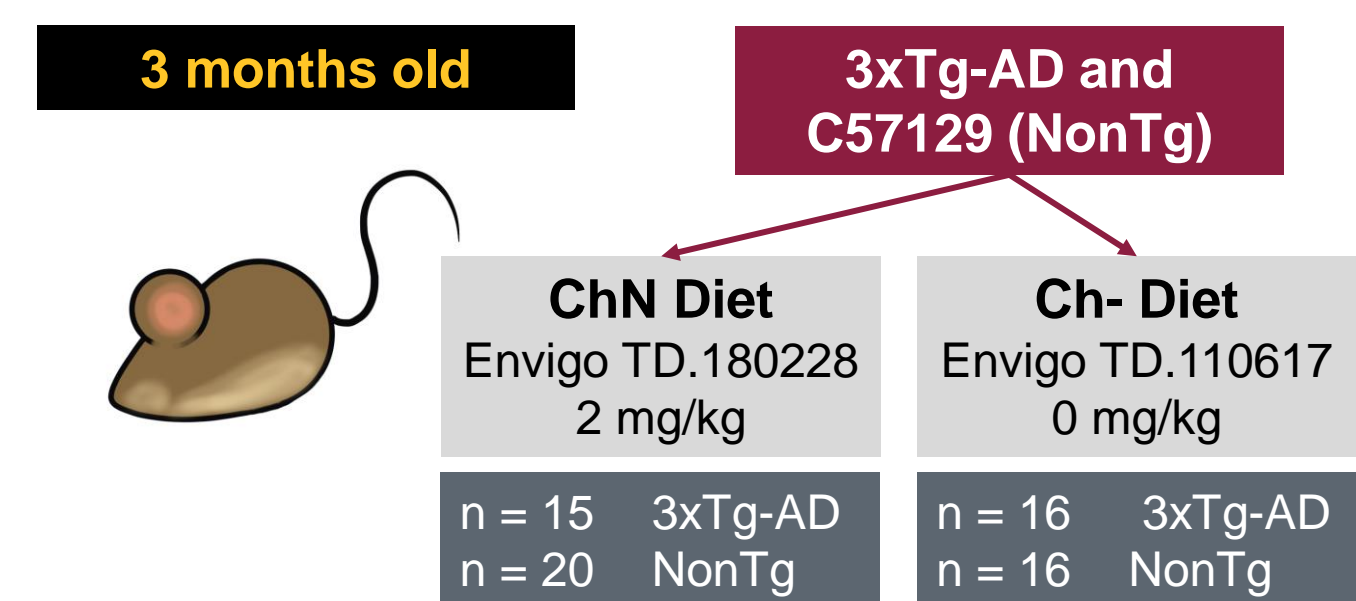 3 months old
3xTg-AD and
C57129 (NonTg)
ChN Diet
Envigo TD.180228
2 mg/kg
Ch- Diet
Envigo TD.110617
0 mg/kg
n = 15 3xTg-AD
n = 20 NonTg
n = 16 3xTg-AD
n = 16 NonTg